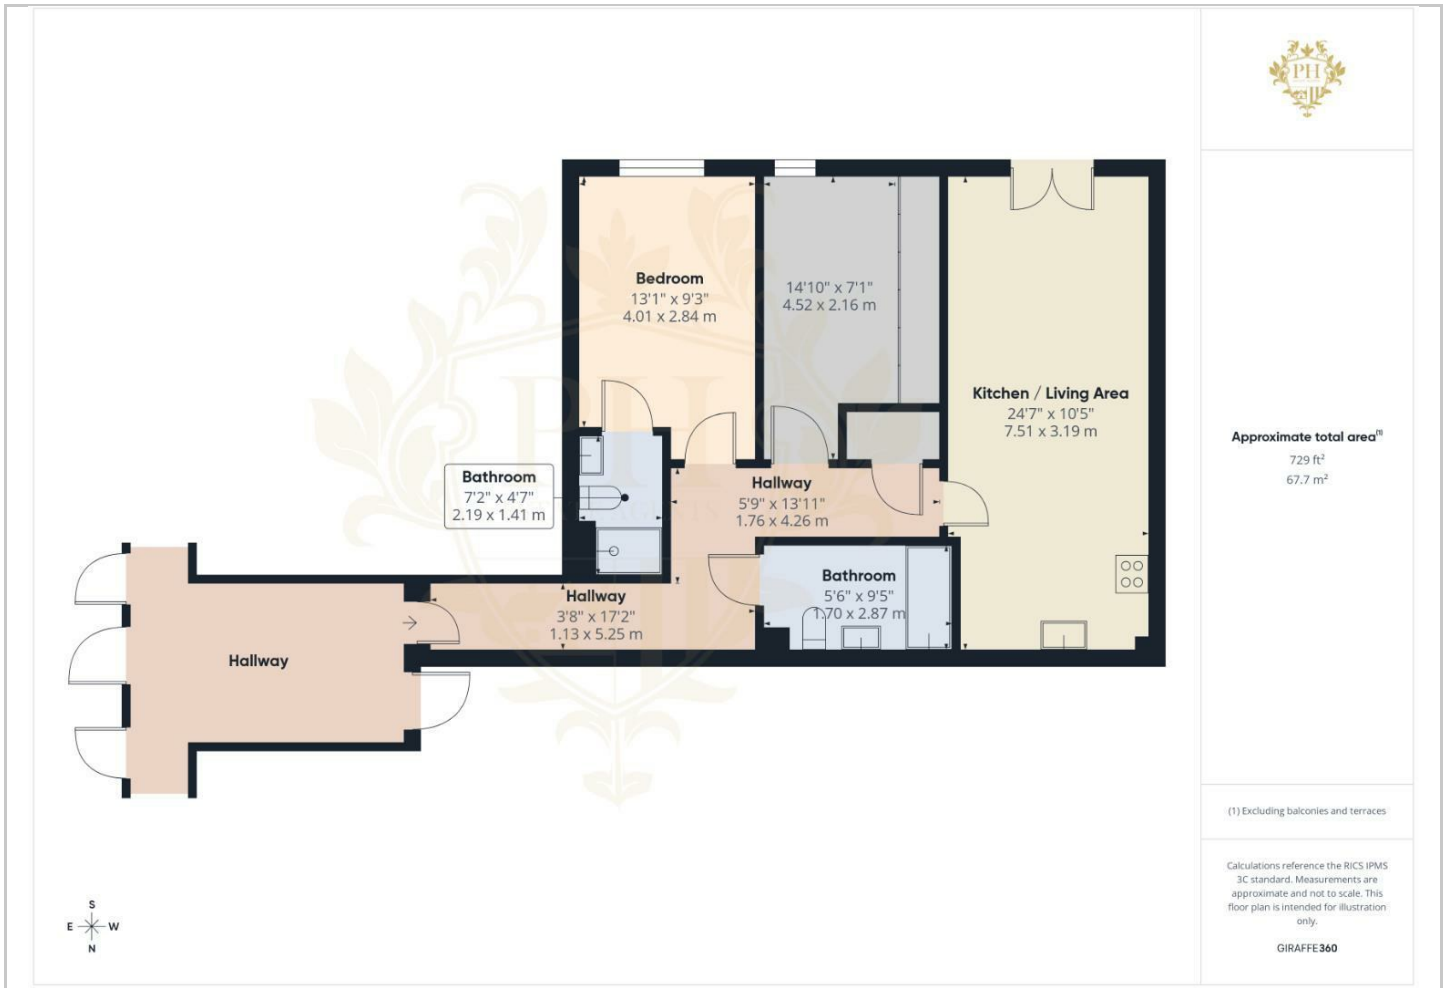 PH
Bedroom
13'1" x 9'3"
4.01 x 2.84 m
14'10" x 7'1"
4.52 x 2.16 m
Kitchen / Living Area
24'7" x 10'5"
7.51 x 3.19 m
Bathroom
7'2" x 4'7"
2.19 x 1.41 m
Hallway
5'9" x 13'11"
1.76 x 4.26 m
Bathroom
5'6" x 9'5"
1.70 x 2.87 m
Hallway
3'8" x 17'2"
1.13 x 5.25 m
Hallway
PH
S
E W
N
Approximate total area(1)
729 ft²
67.7 m²
(1) Excluding balconies and terraces
Calculations reference the RICS IPMS
3C standard. Measurements are
approximate and not to scale. This
floor plan is intended for illustration
only.
GIRAFFE360